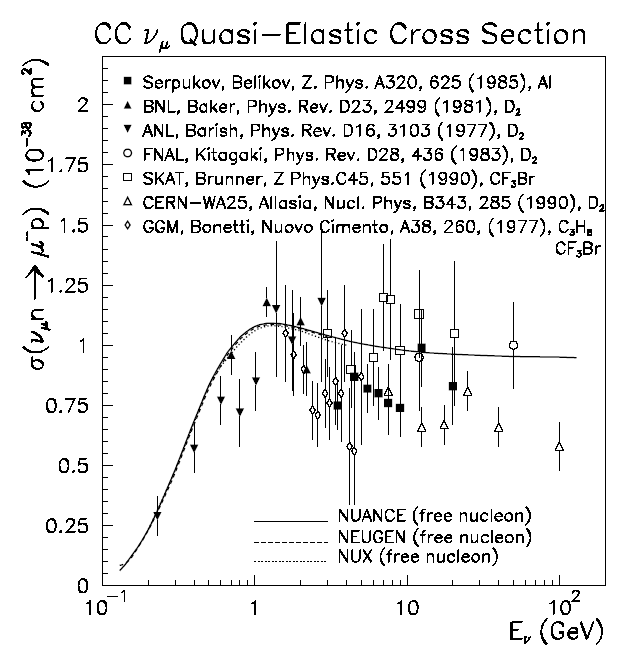 CC ν_μ Quasi−Elastic Cross Section
σ(ν_μ n → μ⁻p) (10⁻³⁸ cm²)
Serpukov, Belikov, Z. Phys. A320, 625 (1985), Al
BNL, Baker, Phys. Rev. D23, 2499 (1981), D₂
ANL, Barish, Phys. Rev. D16, 3103 (1977), D₂
FNAL, Kitagaki, Phys. Rev. D28, 436 (1983), D₂
SKAT, Brunner, Z Phys.C45, 551 (1990), CF₃Br
CERN−WA25, Allasia, Nucl. Phys, B343, 285 (1990), D₂
GGM, Bonetti, Nuovo Cimento, A38, 260, (1977), C₃H₈
CF₃Br
2
1.75
1.5
1.25
1
0.75
0.5
0.25
0
NUANCE (free nucleon)
NEUGEN (free nucleon)
NUX (free nucleon)
10⁻¹ 1 10 10²
E_ν (GeV)